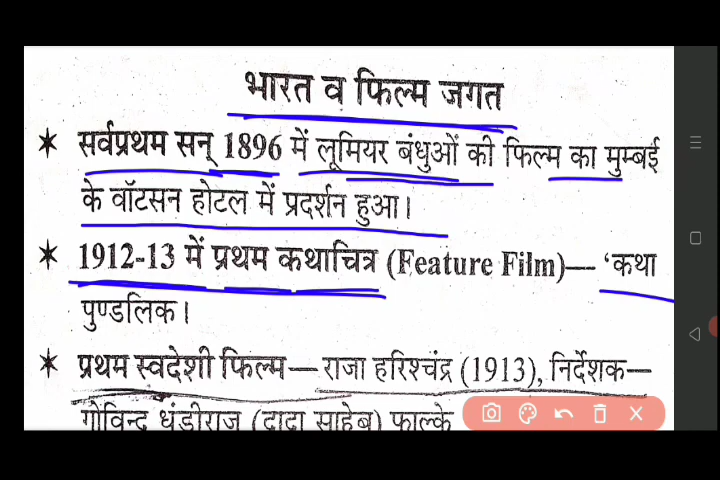 भारत व फिल्म जगत
✶ सर्वप्रथम सन् 1896 में लूमियर बंधुओं की फिल्म का मुम्बई
के वॉटसन होटल में प्रदर्शन हुआ।
✶ 1912-13 में प्रथम कथाचित्र (Feature Film)— 'कथा
पुण्डलिक।
✶ प्रथम स्वदेशी फिल्म—राजा हरिश्चंद्र (1913), निर्देशक—
गोविन्द धुंडीराज (दादा साहेब) फाल्के